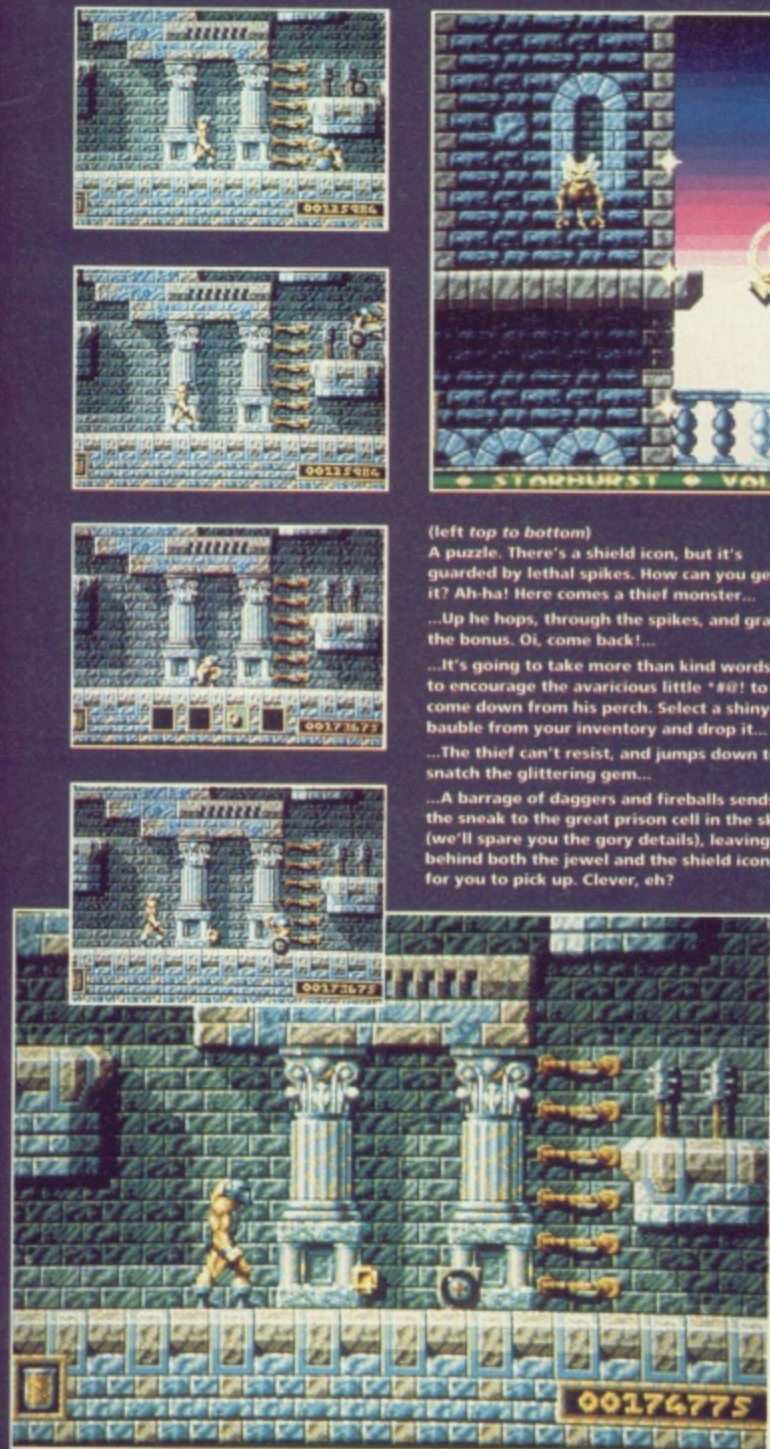 00125986
00125986
00173675
00173675
STARBURST
(left top to bottom)
A puzzle. There's a shield icon, but it's
guarded by lethal spikes. How can you ge
it? Ah-ha! Here comes a thief monster...
...Up he hops, through the spikes, and gra
the bonus. Oi, come back!...
...It's going to take more than kind words
to encourage the avaricious little *#@! to
come down from his perch. Select a shiny
bauble from your inventory and drop it...
...The thief can't resist, and jumps down t
snatch the glittering gem...
...A barrage of daggers and fireballs send
the sneak to the great prison cell in the s
(we'll spare you the gory details), leaving
behind both the jewel and the shield icon
for you to pick up. Clever, eh?
00174775